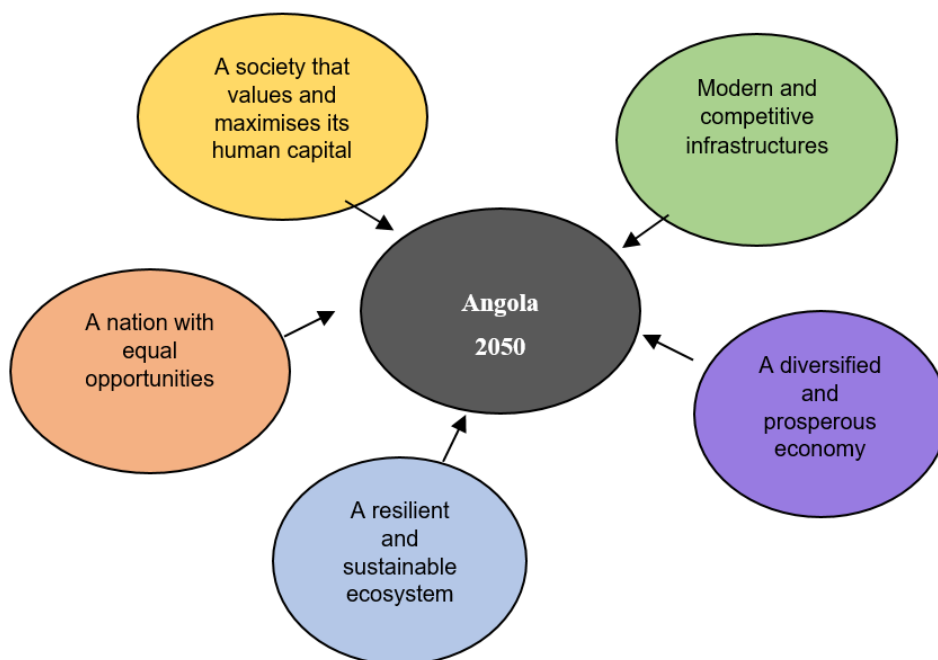 A society that
values and
maximises its
human capital
Modern and
competitive
infrastructures
Angola
2050
A nation with
equal
opportunities
A diversified
and
prosperous
economy
A resilient
and
sustainable
ecosystem